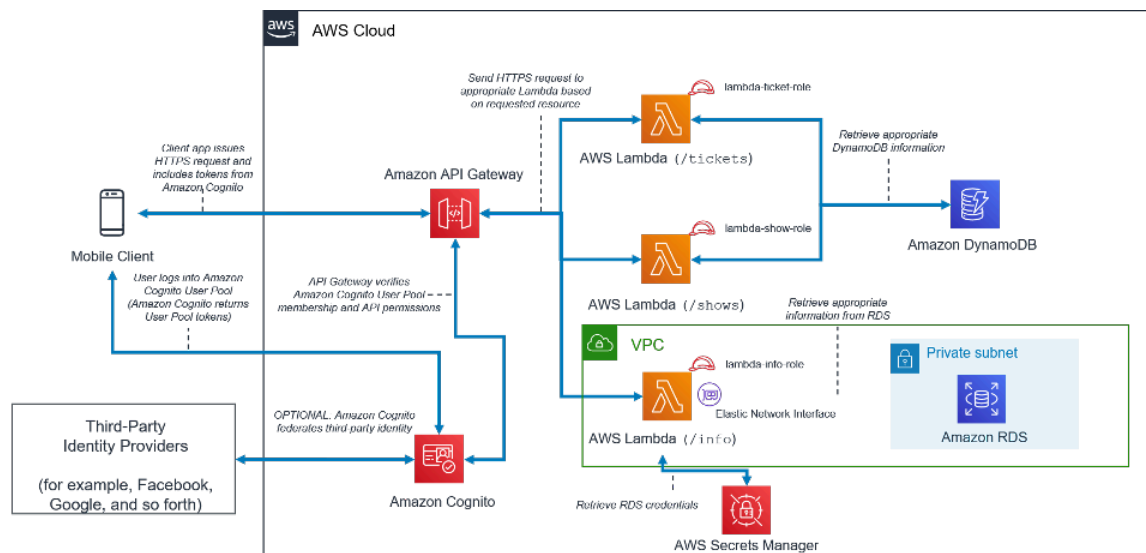 aws
AWS Cloud
Send HTTPS request to
appropriate Lambda based
on requested resource
lambda-ticket-role
Client app issues
HTTPS request and
includes tokens from
Amazon Cognito
Amazon API Gateway
AWS Lambda (/tickets)
Retrieve appropriate
DynamoDB information
Mobile Client
lambda-show-role
Amazon DynamoDB
User logs into Amazon
Cognito User Pool
(Amazon Cognito returns
User Pool tokens)
API Gateway verifies
Amazon Cognito User Pool
membership and API permissions
AWS Lambda (/shows)
Retrieve appropriate
information from RDS
VPC
Private subnet
lambda-info-role
Elastic Network Interface
Amazon RDS
AWS Lambda (/info)
OPTIONAL. Amazon Cognito
federates third-party identity
Third-Party
Identity Providers
(for example, Facebook,
Google, and so forth)
Amazon Cognito
Retrieve RDS credentials
AWS Secrets Manager